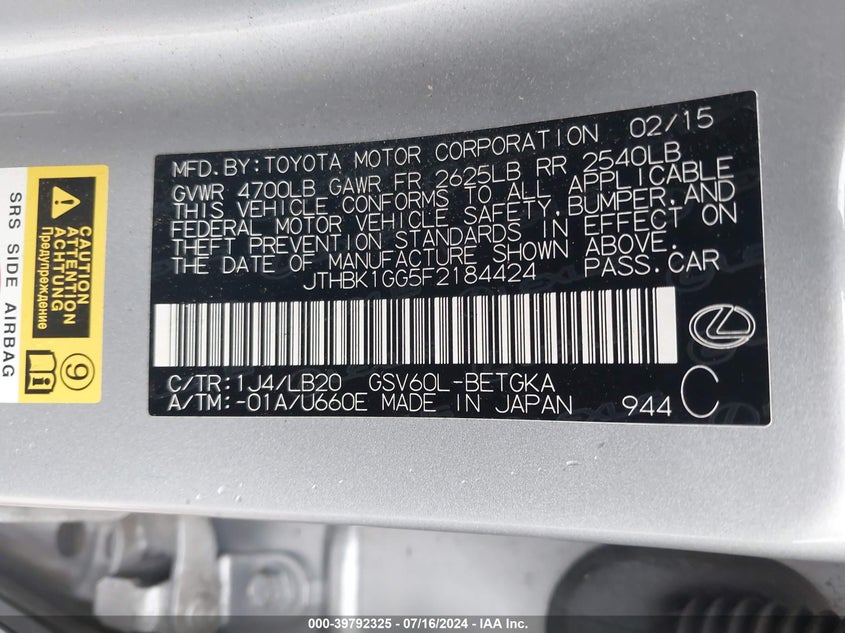 MFD. BY: TOYOTA MOTOR CORPORATION 02/15
GVWR 4700LB GAWR FR 2625LB RR 2540LB
THIS VEHICLE CONFORMS TO ALL APPLICABLE
FEDERAL MOTOR VEHICLE SAFETY, BUMPER, AND
THEFT PREVENTION STANDARDS IN EFFECT ON
THE DATE OF MANUFACTURE SHOWN ABOVE.
JTHBK1GG5F2184424 PASS. CAR
C/TR: 1J4/LB20 GSV60L-BETGKA
A/TM: -01A/U660E MADE IN JAPAN 944 C
SRS SIDE AIRBAG
CAUTION
ATTENTION
ACHTUNG
Предупреждение
9
000-39792325 - 07/16/2024 - IAA Inc.